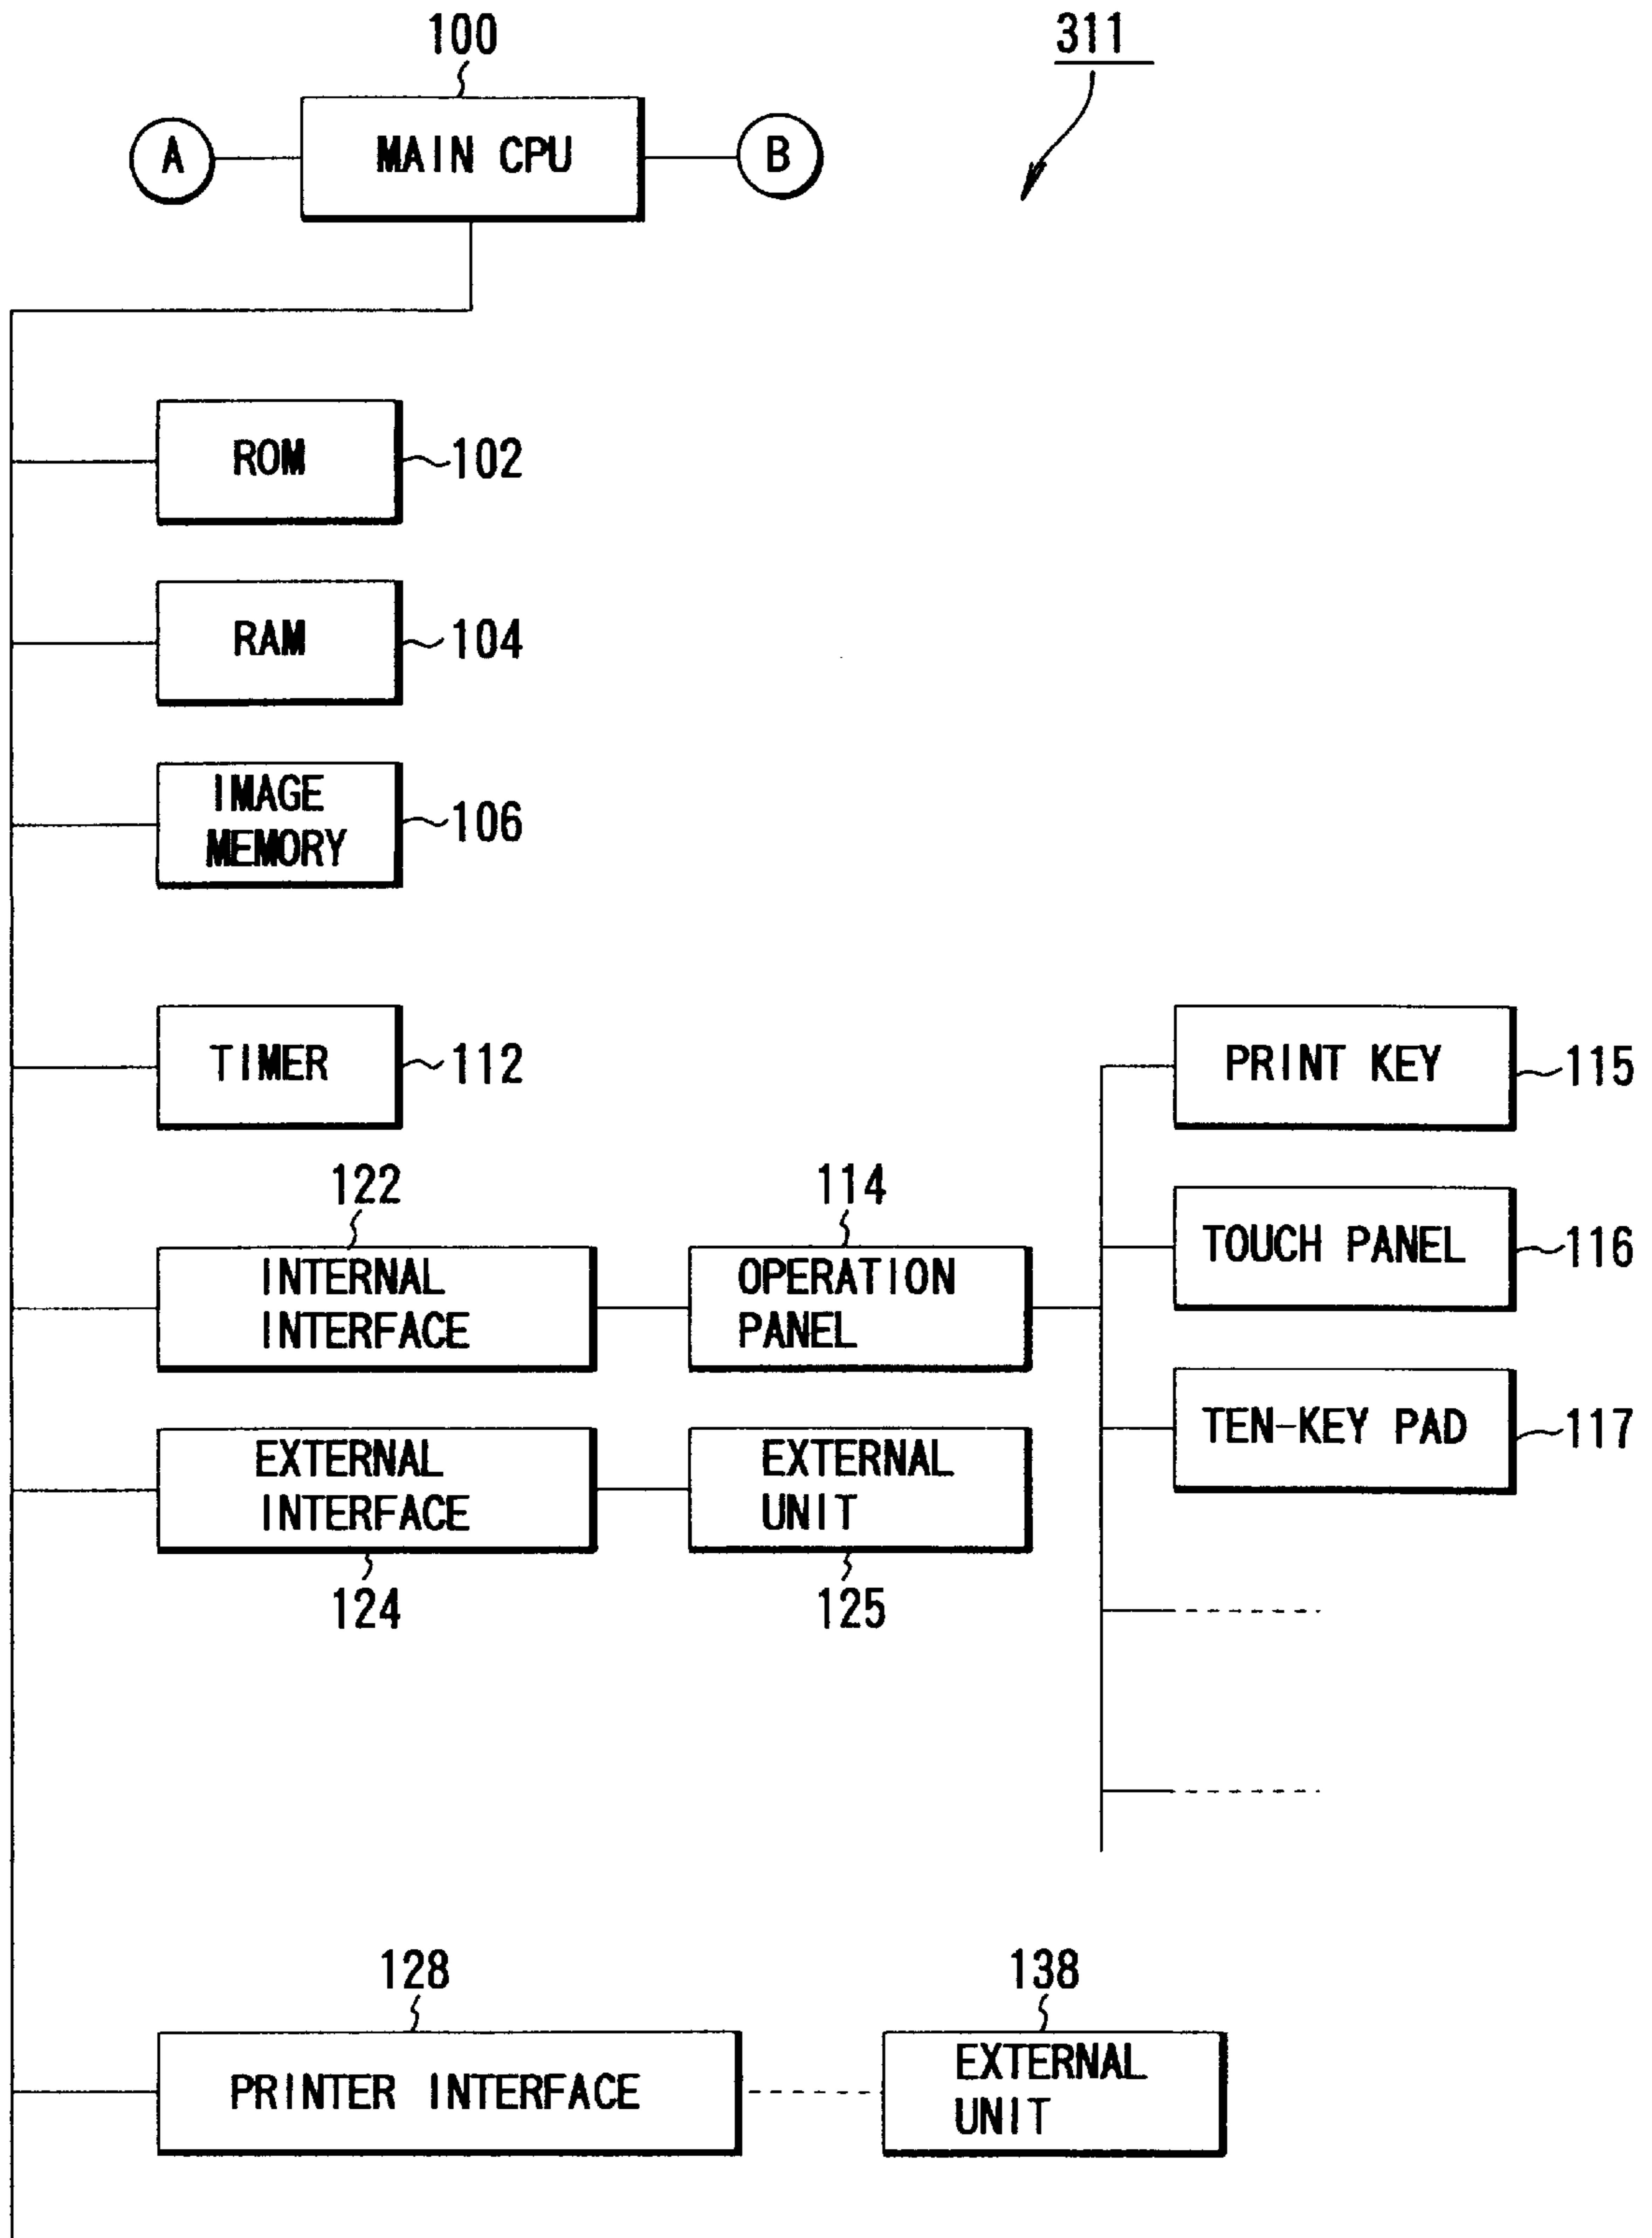 100
311
A
MAIN CPU
B
ROM
102
RAM
104
IMAGE
MEMORY
106
TIMER
112
PRINT KEY
115
122
114
INTERNAL
INTERFACE
OPERATION
PANEL
TOUCH PANEL
116
TEN-KEY PAD
117
EXTERNAL
INTERFACE
EXTERNAL
UNIT
124
125
128
138
PRINTER INTERFACE
EXTERNAL
UNIT